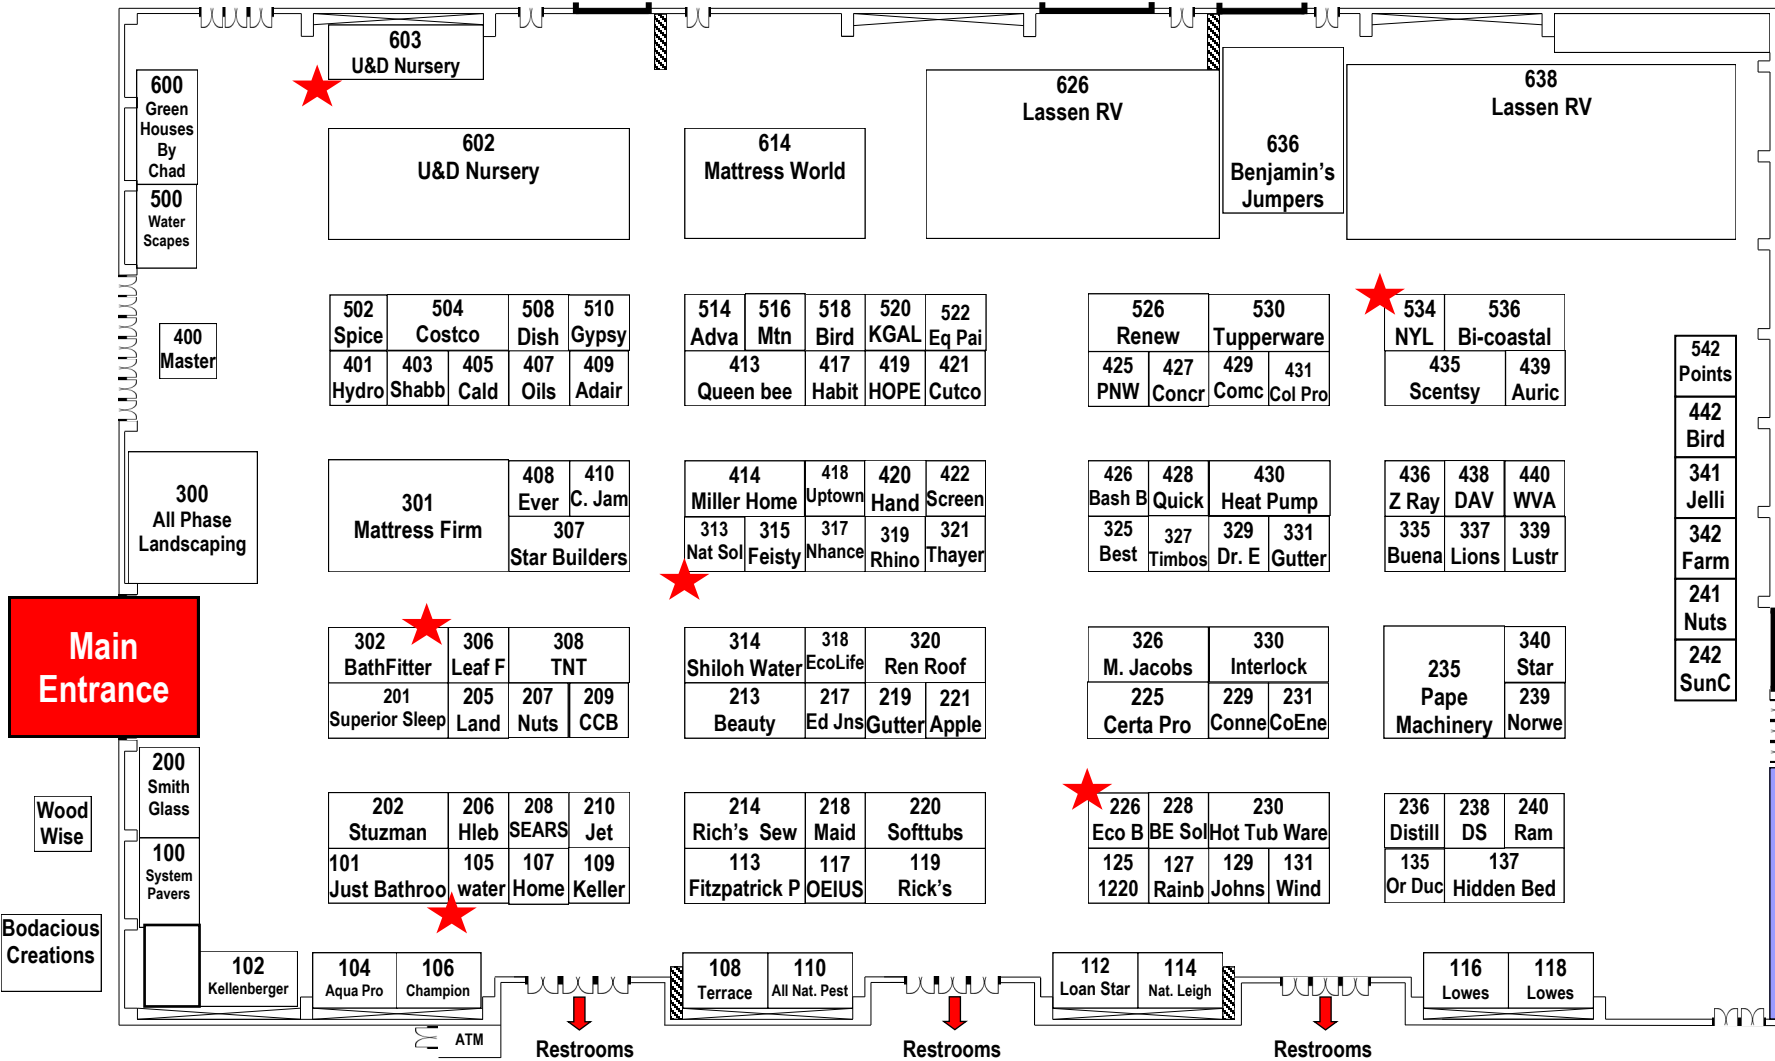 603
U&D Nursery
600
Green
Houses
By
Chad
626
Lassen RV
638
Lassen RV
602
U&D Nursery
614
Mattress World
636
Benjamin's
Jumpers
500
Water
Scapes
400
Master
502
Spice
504
Costco
508
Dish
510
Gypsy
514
Adva
516
Mtn
518
Bird
520
KGAL
522
Eq Pai
526
Renew
530
Tupperware
534
NYL
536
Bi-coastal
401
Hydro
403
Shabb
405
Cald
407
Oils
409
Adair
413
Queen bee
417
Habit
419
HOPE
421
Cutco
425
PNW
427
Concr
429
Comc
431
Col Pro
435
Scentsy
439
Auric
542
Points
442
Bird
341
Jelli
342
Farm
241
Nuts
242
SunC
300
All Phase
Landscaping
301
Mattress Firm
408
Ever
410
C. Jam
307
Star Builders
414
Miller Home
418
Uptown
420
Hand
422
Screen
313
Nat Sol
315
Feisty
317
Nhance
319
Rhino
321
Thayer
426
Bash B
428
Quick
430
Heat Pump
325
Best
327
Timbos
329
Dr. E
331
Gutter
436
Z Ray
438
DAV
440
WVA
335
Buena
337
Lions
339
Lustr
Main
Entrance
302
BathFitter
306
Leaf F
308
TNT
201
Superior Sleep
205
Land
207
Nuts
209
CCB
314
Shiloh Water
318
EcoLife
320
Ren Roof
213
Beauty
217
Ed Jns
219
Gutter
221
Apple
326
M. Jacobs
330
Interlock
225
Certa Pro
229
Conne
231
CoEne
235
Pape
Machinery
340
Star
239
Norwe
200
Smith
Glass
Wood
Wise
100
System
Pavers
Bodacious
Creations
202
Stuzman
206
Hleb
208
SEARS
210
Jet
101
Just Bathroo
105
water
107
Home
109
Keller
214
Rich's Sew
218
Maid
220
Softtubs
113
Fitzpatrick P
117
OEIUS
119
Rick's
226
Eco B
228
BE Sol
230
Hot Tub Ware
125
1220
127
Rainb
129
Johns
131
Wind
236
Distill
238
DS
240
Ram
135
Or Duc
137
Hidden Bed
102
Kellenberger
104
Aqua Pro
106
Champion
108
Terrace
110
All Nat. Pest
112
Loan Star
114
Nat. Leigh
116
Lowes
118
Lowes
ATM
Restrooms
Restrooms
Restrooms